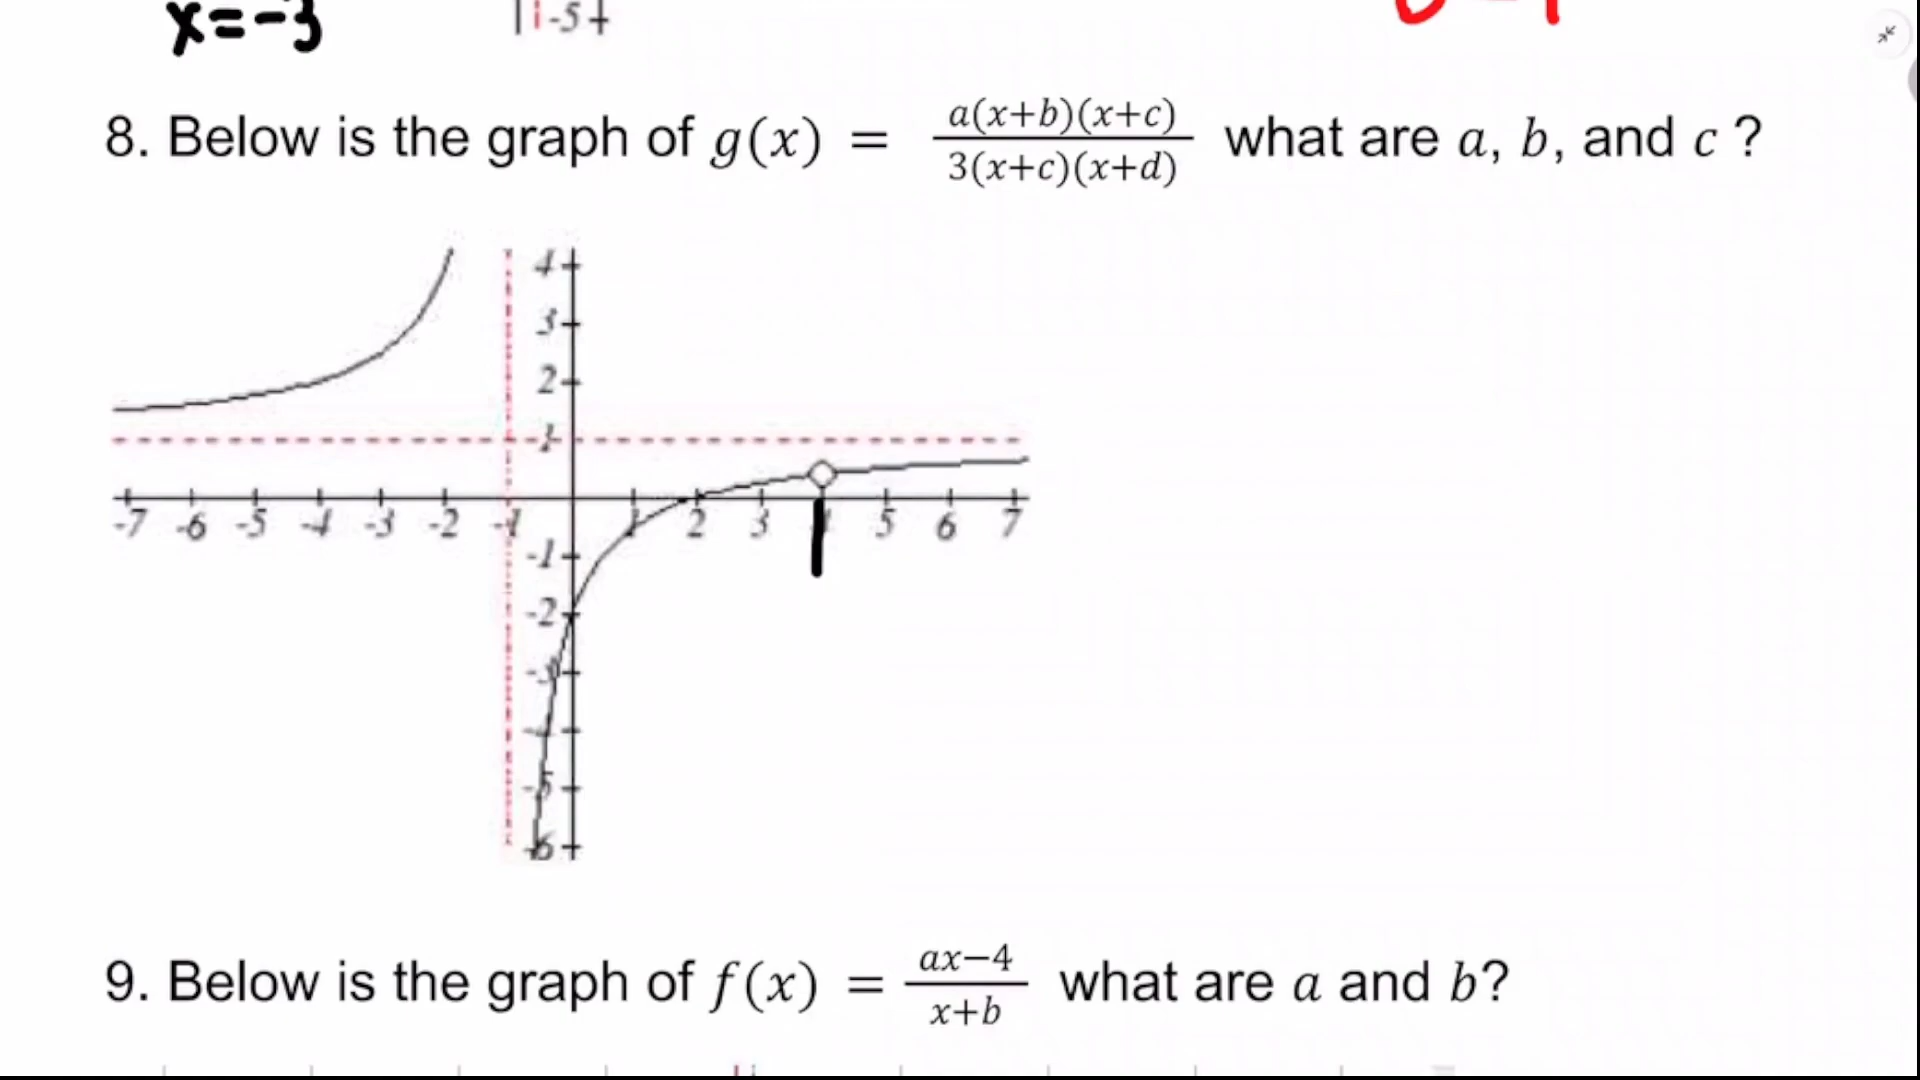 x=-3
-5
8. Below is the graph of g(x) = a(x+b)(x+c) / 3(x+c)(x+d) what are a, b, and c ?
4
3
2
1
-7 -6 -5 -4 -3 -2 -1 1 2 3 4 5 6 7
-1
-2
-3
-4
-5
-6
9. Below is the graph of f(x) = ax−4 / x+b what are a and b?